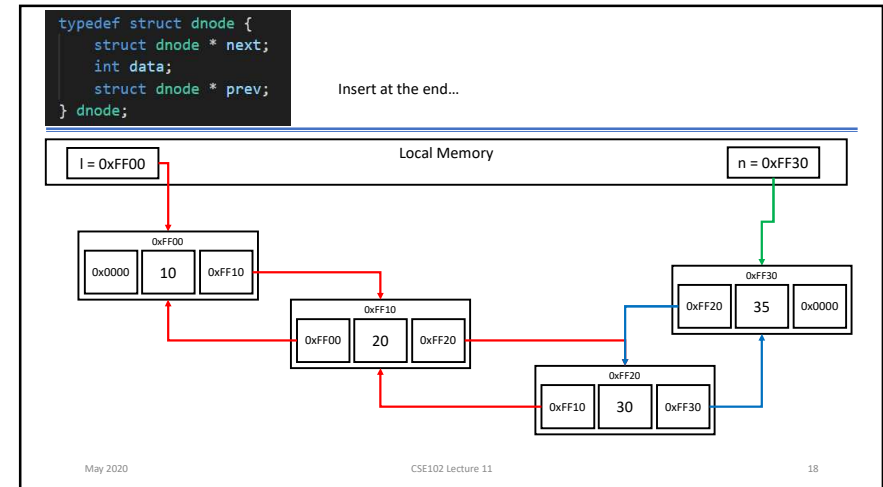 typedef struct dnode {
struct dnode * next;
int data;
struct dnode * prev;
} dnode;
Insert at the end…
Local Memory
l = 0xFF00
n = 0xFF30
0xFF00
0x0000 10 0xFF10
0xFF10
0xFF00 20 0xFF20
0xFF30
0xFF20 35 0x0000
0xFF20
0xFF10 30 0xFF30
May 2020 CSE102 Lecture 11 18